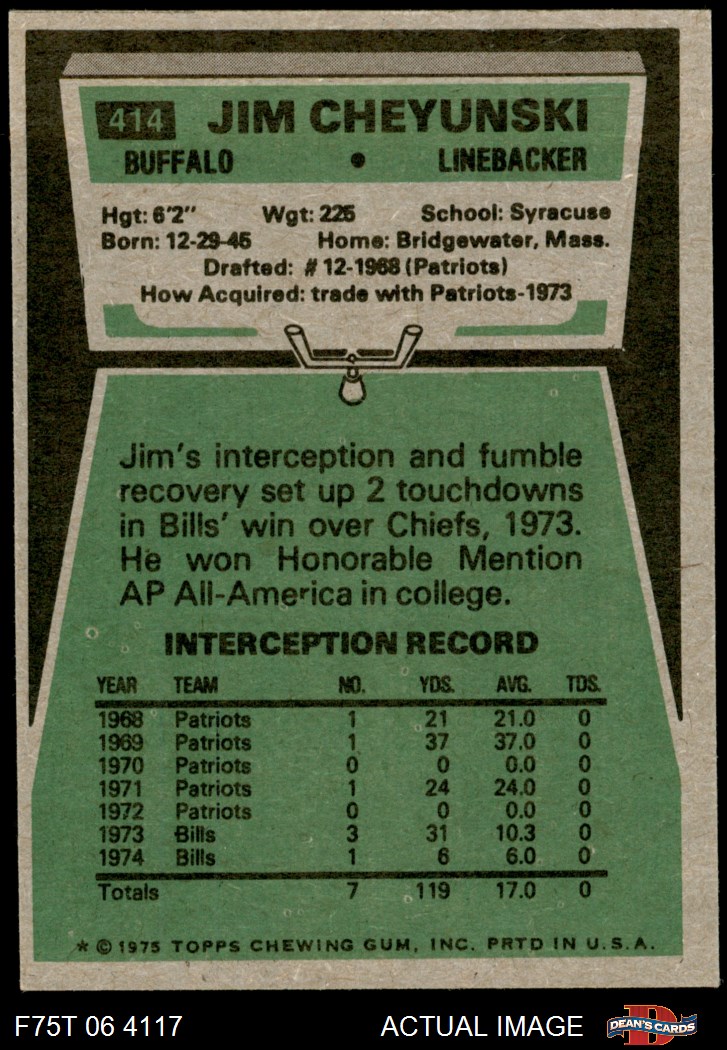 414 JIM CHEYUNSKI
BUFFALO • LINEBACKER
Hgt: 6'2" Wgt: 225 School: Syracuse
Born: 12-29-45 Home: Bridgewater, Mass.
Drafted: #12-1968 (Patriots)
How Acquired: trade with Patriots-1973
Jim's interception and fumble
recovery set up 2 touchdowns
in Bills' win over Chiefs, 1973.
He won Honorable Mention
AP All-America in college.
INTERCEPTION RECORD
YEAR TEAM NO. YDS. AVG. TDS.
1968 Patriots 1 21 21.0 0
1969 Patriots 1 37 37.0 0
1970 Patriots 0 0 0.0 0
1971 Patriots 1 24 24.0 0
1972 Patriots 0 0 0.0 0
1973 Bills 3 31 10.3 0
1974 Bills 1 6 6.0 0
Totals 7 119 17.0 0
* © 1975 TOPPS CHEWING GUM, INC. PRTD IN U.S.A.
F75T 06 4117 ACTUAL IMAGE DEAN'S CARDS